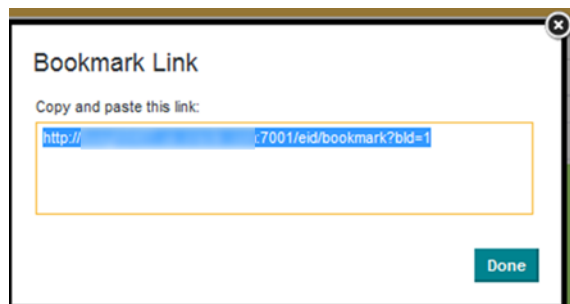 Bookmark Link
Copy and paste this link:
http:// :7001/eid/bookmark?bId=1
Done